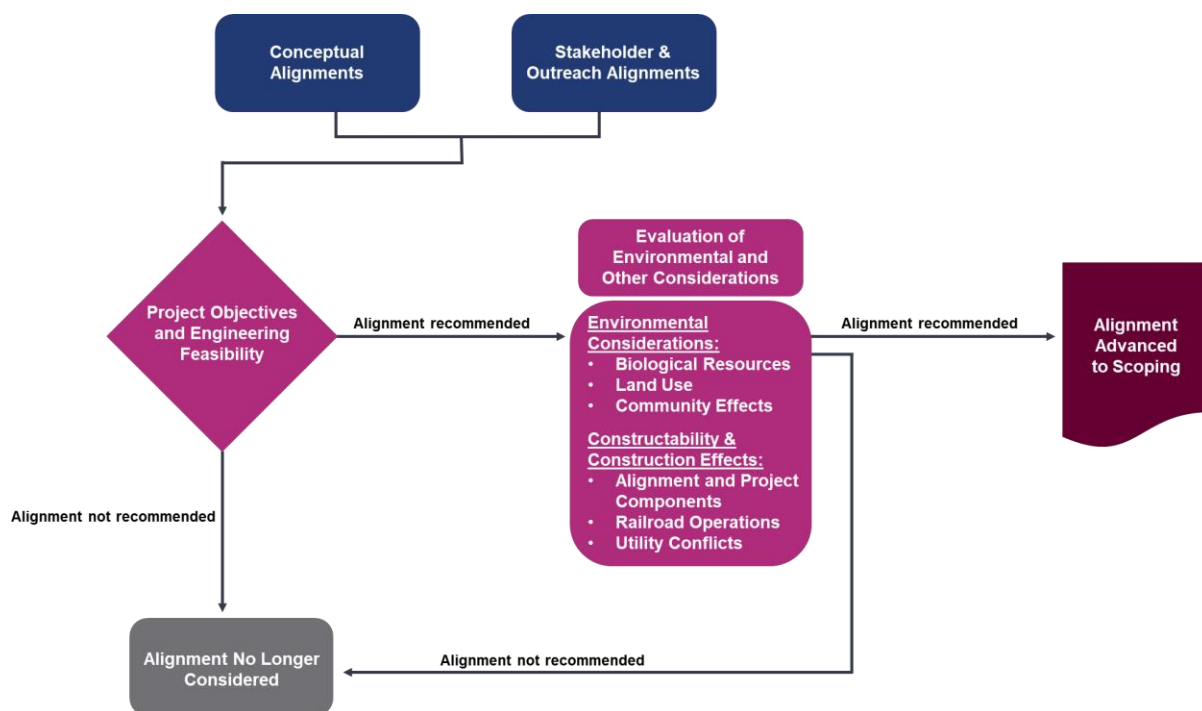 Conceptual
Alignments
Stakeholder &
Outreach Alignments
Project Objectives
and Engineering
Feasibility
Alignment recommended
Evaluation of
Environmental and
Other Considerations
Environmental
Considerations:
• Biological Resources
• Land Use
• Community Effects
Constructability &
Construction Effects:
• Alignment and Project
Components
• Railroad Operations
• Utility Conflicts
Alignment recommended
Alignment
Advanced
to Scoping
Alignment not recommended
Alignment No Longer
Considered
Alignment not recommended